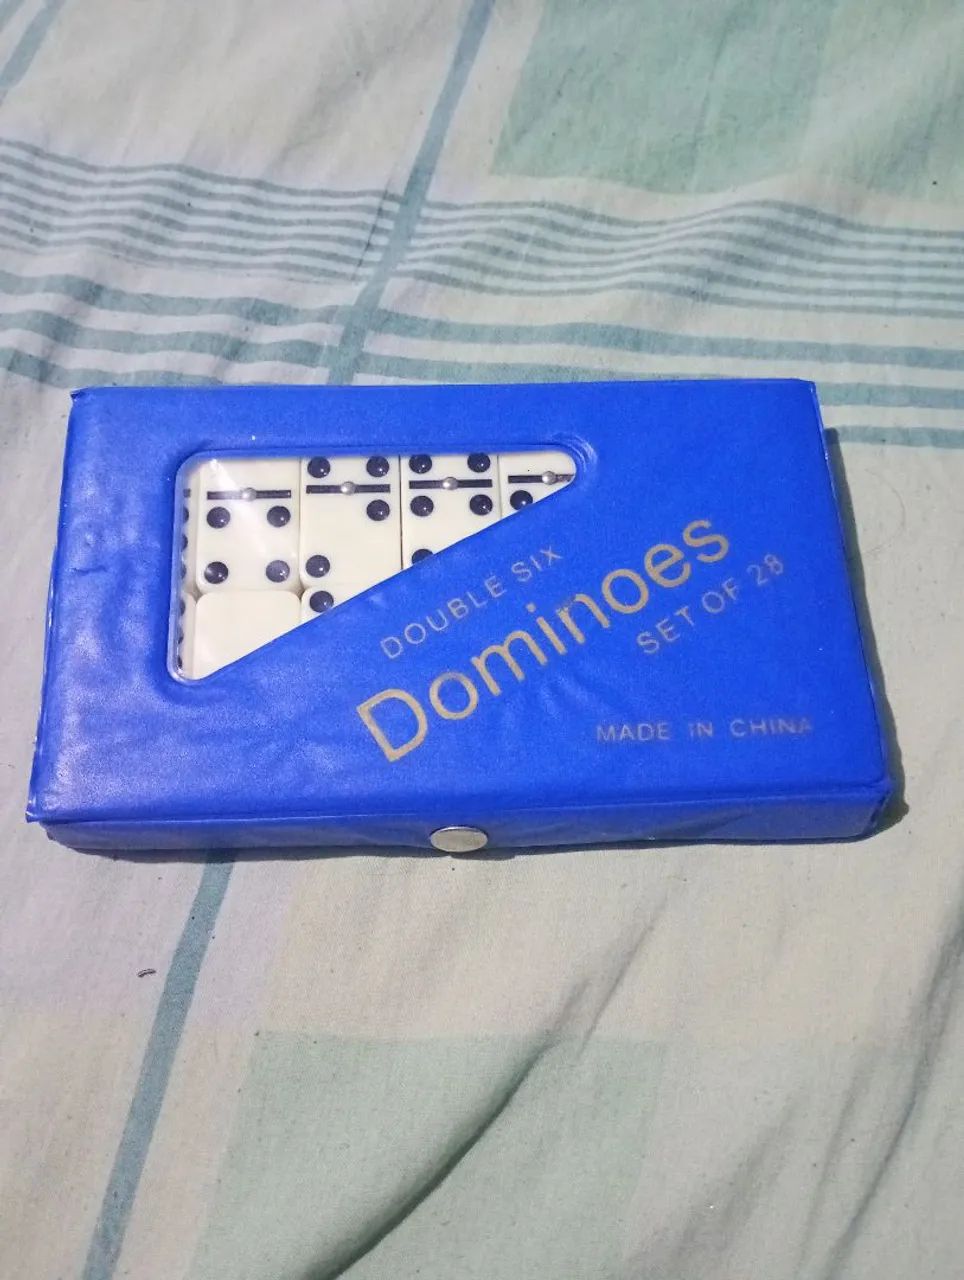 DOUBLE SIX
Dominoes
SET OF 28
MADE IN CHINA